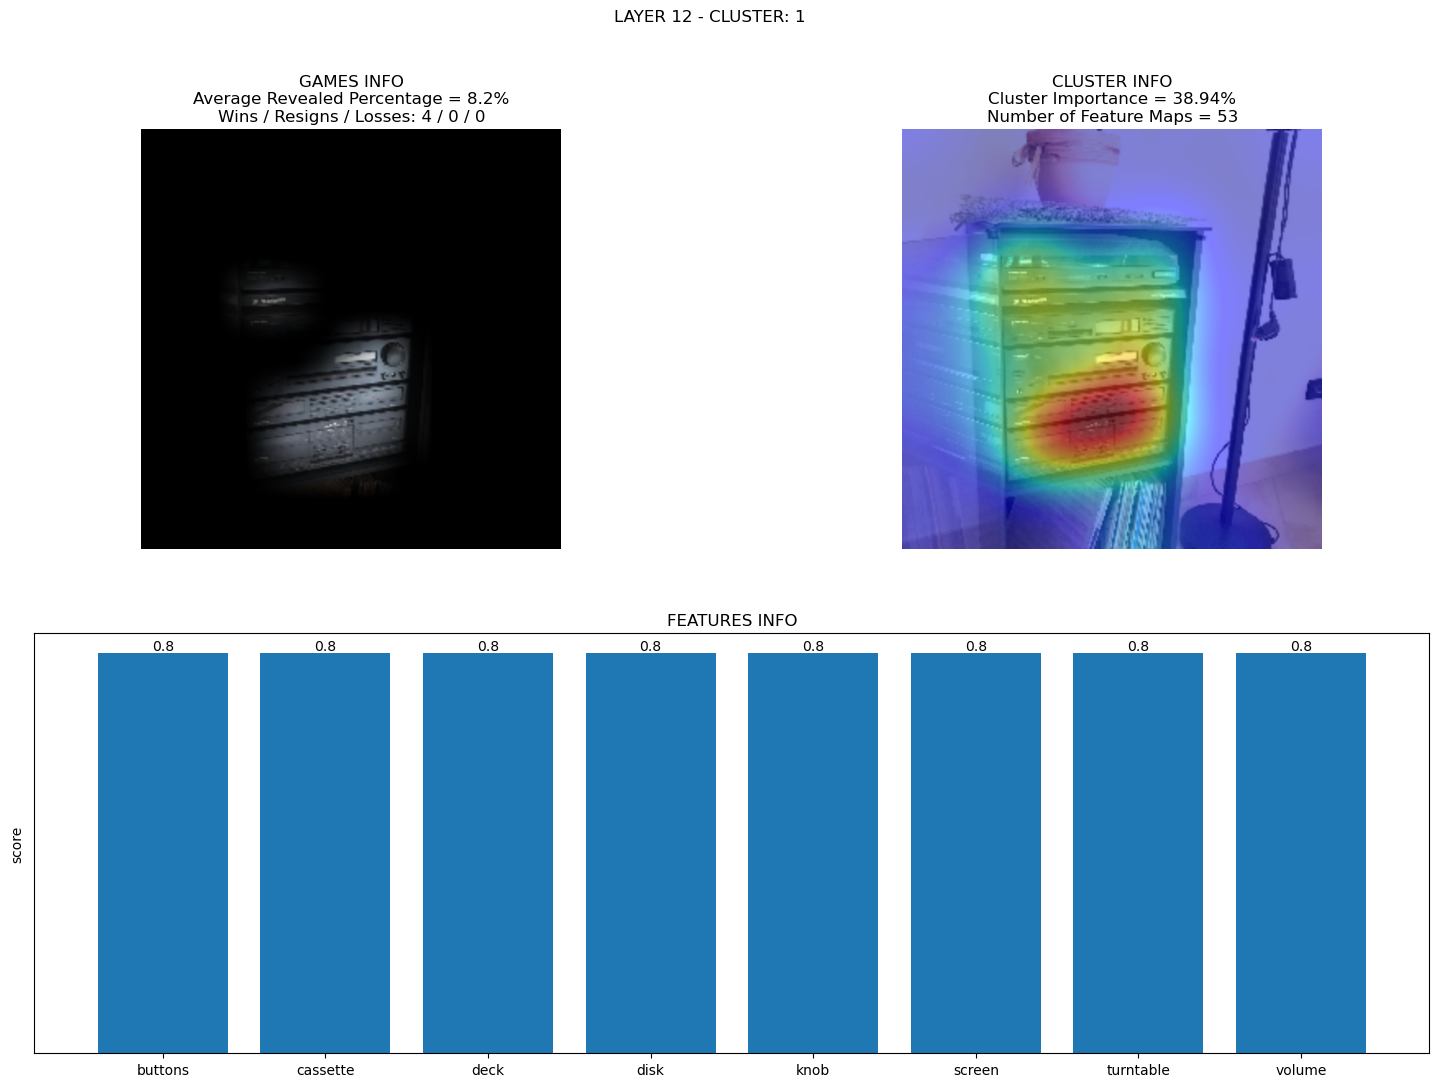 LAYER 12 - CLUSTER: 1
GAMES INFO
Average Revealed Percentage = 8.2%
Wins / Resigns / Losses: 4 / 0 / 0
CLUSTER INFO
Cluster Importance = 38.94%
Number of Feature Maps = 53
FEATURES INFO
0.8 0.8 0.8 0.8 0.8 0.8 0.8 0.8
score
buttons cassette deck disk knob screen turntable volume